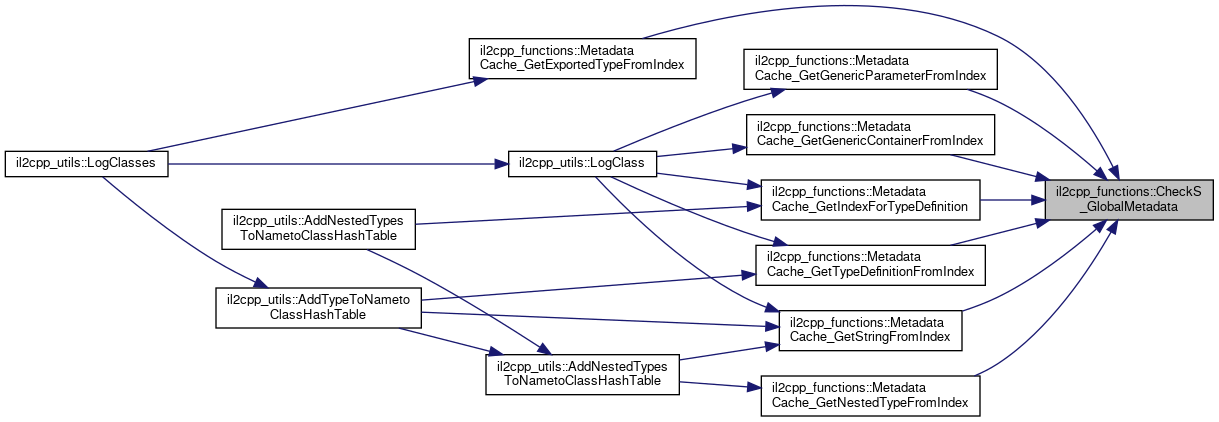 il2cpp_functions::Metadata
Cache_GetExportedTypeFromIndex
il2cpp_functions::Metadata
Cache_GetGenericParameterFromIndex
il2cpp_functions::Metadata
Cache_GetGenericContainerFromIndex
il2cpp_utils::LogClasses
il2cpp_utils::LogClass
il2cpp_functions::Metadata
Cache_GetIndexForTypeDefinition
il2cpp_functions::CheckS
_GlobalMetadata
il2cpp_utils::AddNestedTypes
ToNametoClassHashTable
il2cpp_functions::Metadata
Cache_GetTypeDefinitionFromIndex
il2cpp_utils::AddTypeToNameto
ClassHashTable
il2cpp_functions::Metadata
Cache_GetStringFromIndex
il2cpp_utils::AddNestedTypes
ToNametoClassHashTable
il2cpp_functions::Metadata
Cache_GetNestedTypeFromIndex